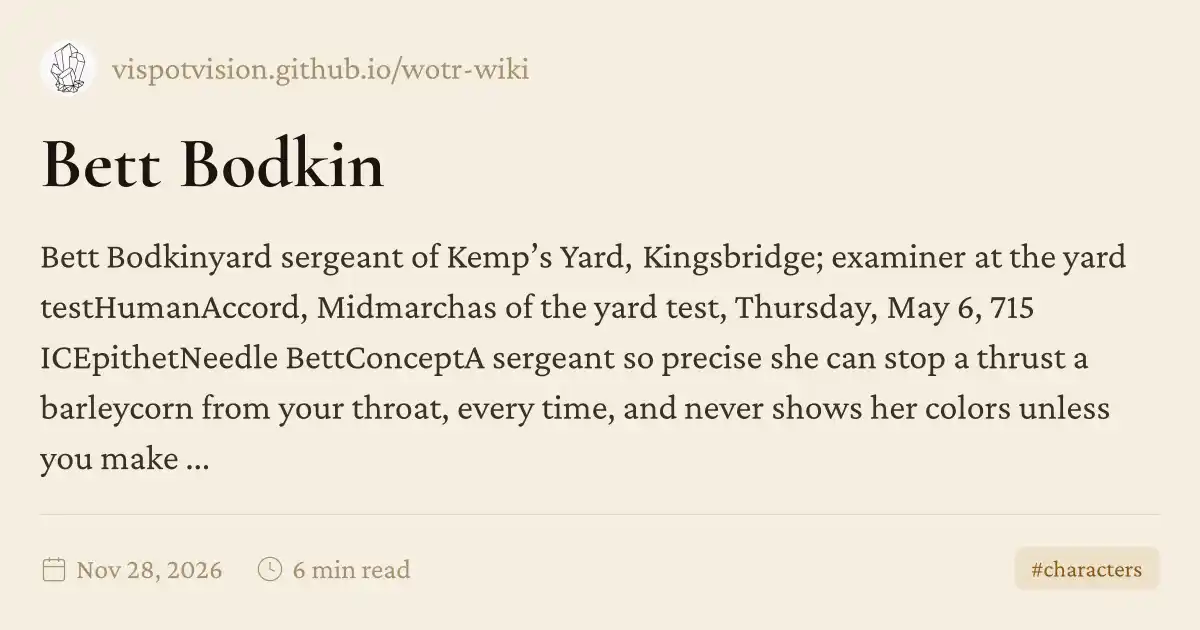 vispotvision.github.io/wotr-wiki
Bett Bodkin
Bett Bodkinyard sergeant of Kemp’s Yard, Kingsbridge; examiner at the yard
testHumanAccord, Midmarchas of the yard test, Thursday, May 6, 715
ICEpithetNeedle BettConceptA sergeant so precise she can stop a thrust a
barleycorn from your throat, every time, and never shows her colors unless
you make ...
Nov 28, 2026
6 min read
#characters